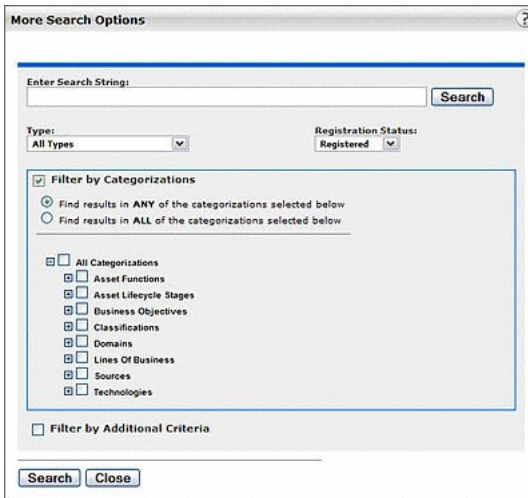 More Search Options
?
Enter Search String:
Search
Type: Registration Status:
All Types Registered
Filter by Categorizations
Find results in ANY of the categorizations selected below
Find results in ALL of the categorizations selected below
All Categorizations
Asset Functions
Asset Lifecycle Stages
Business Objectives
Classifications
Domains
Lines Of Business
Sources
Technologies
Filter by Additional Criteria
Search Close